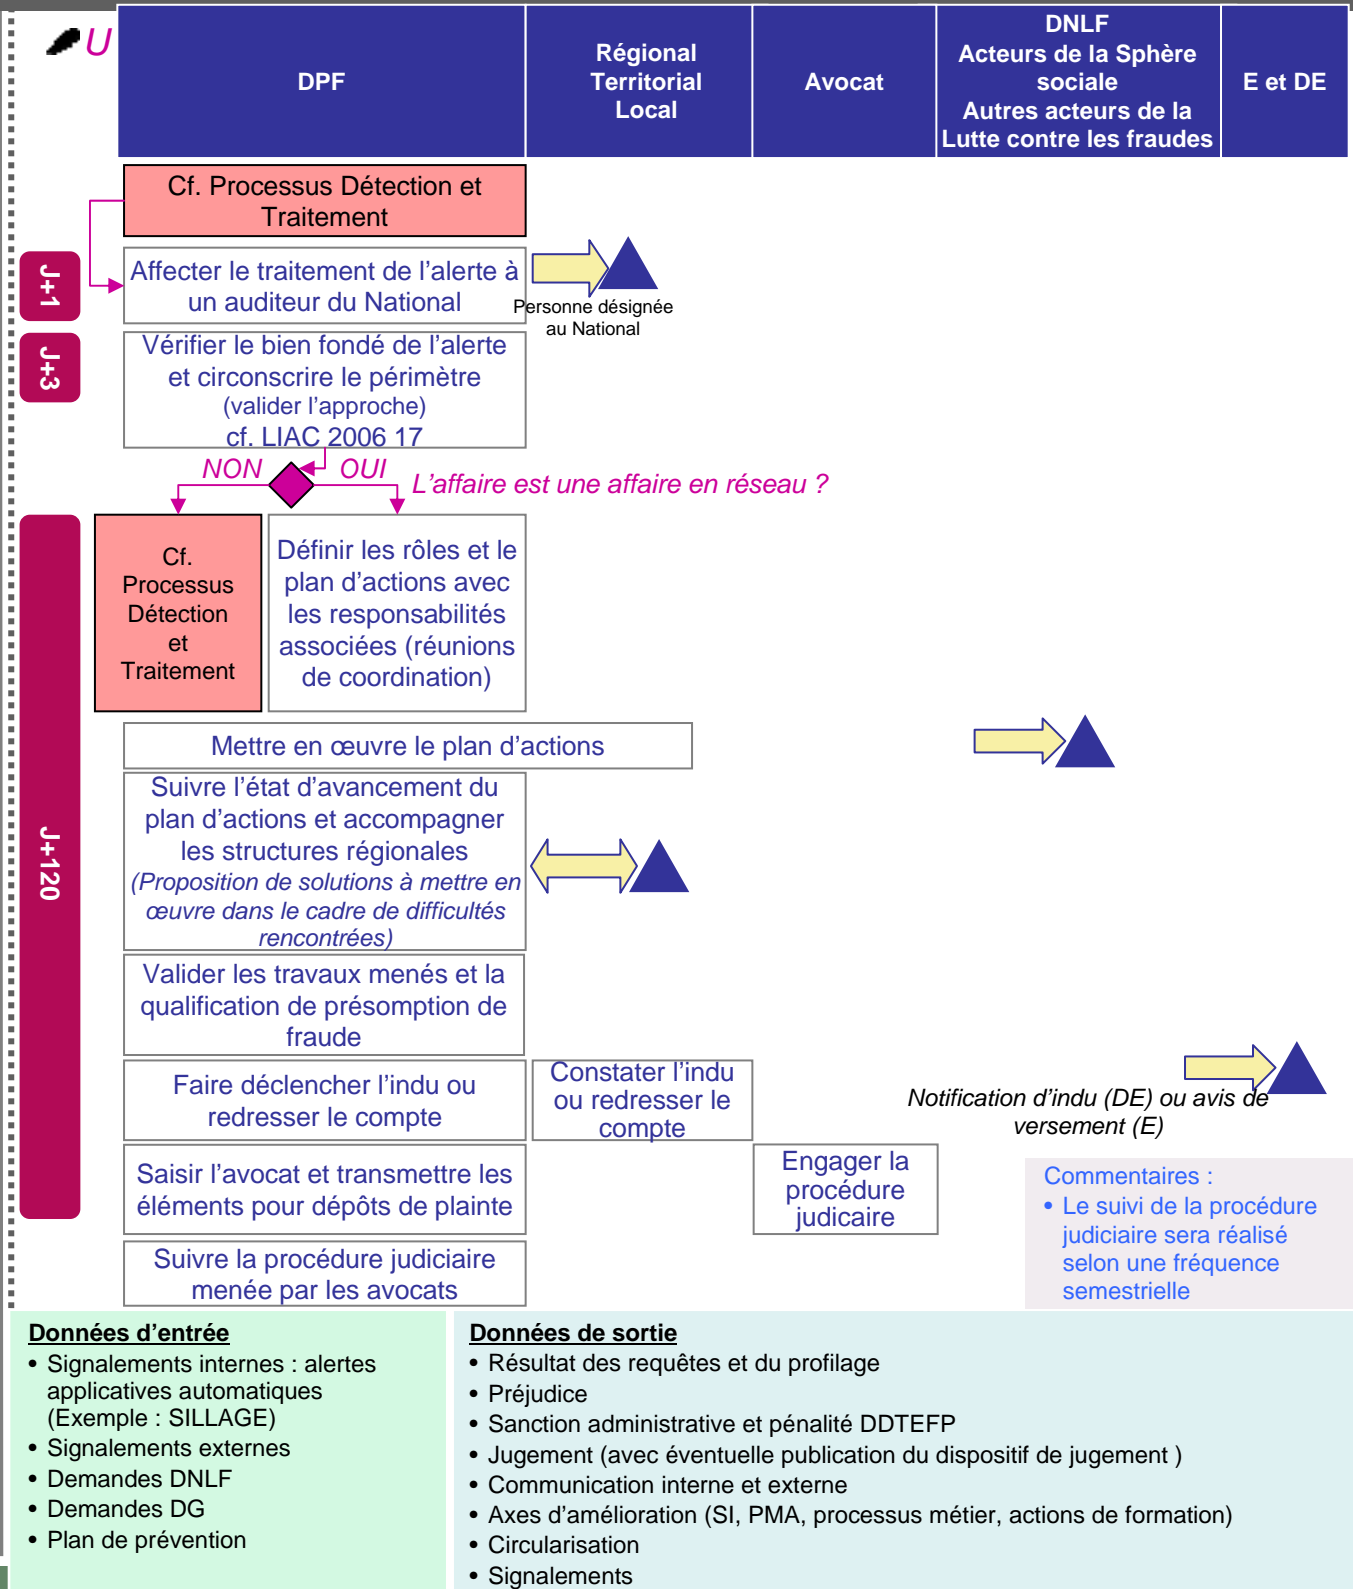 U
DPF
Régional
Territorial
Local
Avocat
DNLF
Acteurs de la Sphère
sociale
Autres acteurs de la
Lutte contre les fraudes
E et DE
Cf. Processus Détection et
Traitement
J+1
Affecter le traitement de l’alerte à
un auditeur du National
Personne désignée
au National
J+3
Vérifier le bien fondé de l’alerte
et circonscrire le périmètre
(valider l’approche)
cf. LIAC 2006 17
NON
OUI
L’affaire est une affaire en réseau ?
J+120
Cf.
Processus
Détection
et
Traitement
Définir les rôles et le
plan d’actions avec
les responsabilités
associées (réunions
de coordination)
Mettre en œuvre le plan d’actions
Suivre l’état d’avancement du
plan d’actions et accompagner
les structures régionales
(Proposition de solutions à mettre en
œuvre dans le cadre de difficultés
rencontrées)
Valider les travaux menés et la
qualification de présomption de
fraude
Faire déclencher l’indu ou
redresser le compte
Constater l’indu
ou redresser le
compte
Notification d’indu (DE) ou avis de
versement (E)
Saisir l’avocat et transmettre les
éléments pour dépôts de plainte
Engager la
procédure
judicaire
Commentaires :
• Le suivi de la procédure
judiciaire sera réalisé
selon une fréquence
semestrielle
Suivre la procédure judiciaire
menée par les avocats
Données d’entrée
• Signalements internes : alertes
applicatives automatiques
(Exemple : SILLAGE)
• Signalements externes
• Demandes DNLF
• Demandes DG
• Plan de prévention
Données de sortie
• Résultat des requêtes et du profilage
• Préjudice
• Sanction administrative et pénalité DDTEFP
• Jugement (avec éventuelle publication du dispositif de jugement )
• Communication interne et externe
• Axes d’amélioration (SI, PMA, processus métier, actions de formation)
• Circularisation
• Signalements